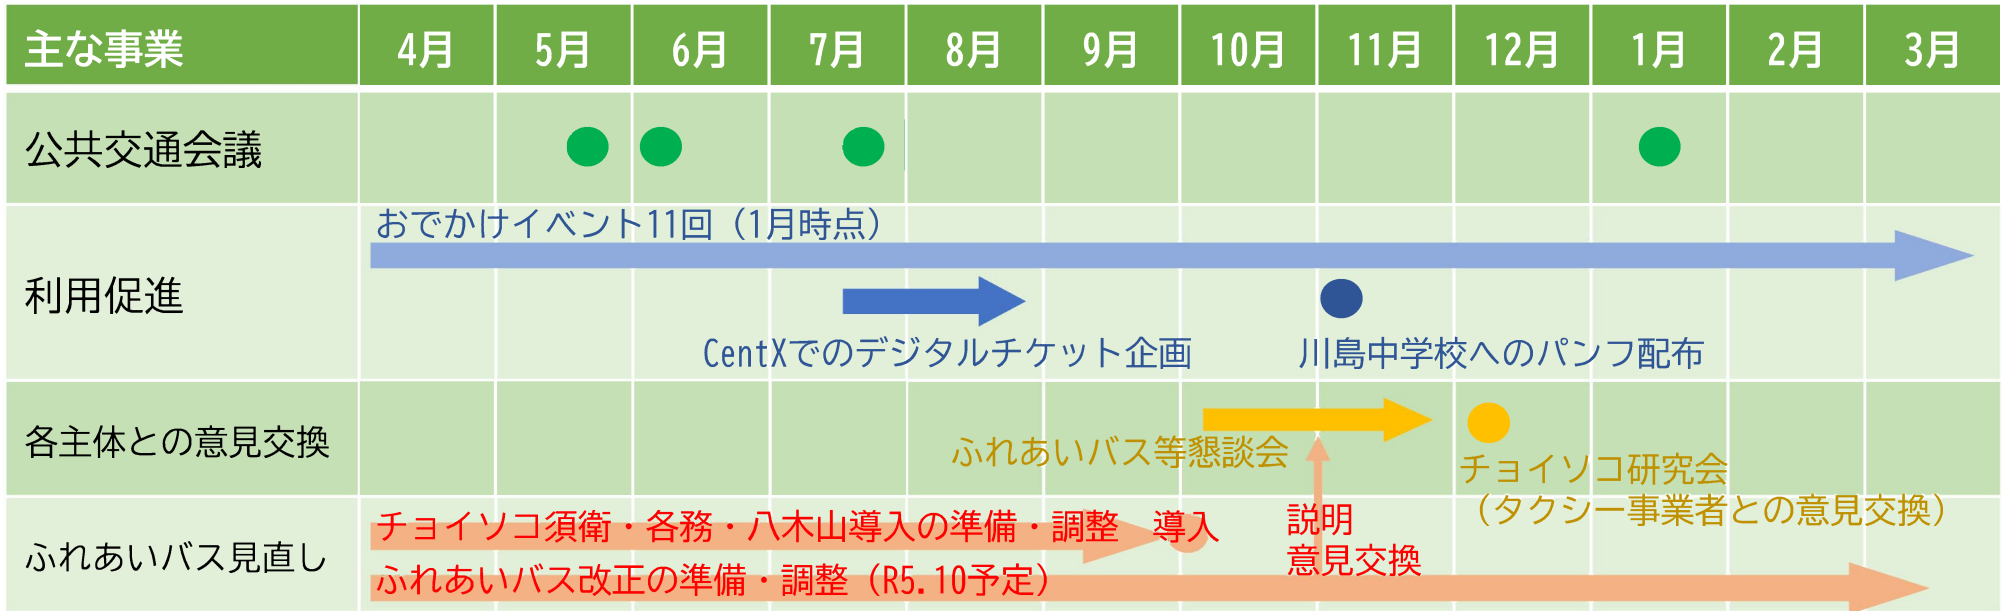 主な事業 4月 5月 6月 7月 8月 9月 10月 11月 12月 1月 2月 3月
公共交通会議
利用促進
おでかけイベント11回（1月時点）
CentXでのデジタルチケット企画
川島中学校へのパンフ配布
各主体との意見交換
ふれあいバス等懇談会
チョイソコ研究会
（タクシー事業者との意見交換）
ふれあいバス見直し
チョイソコ須衛・各務・八木山導入の準備・調整　導入
説明
意見交換
ふれあいバス改正の準備・調整（R5.10予定）